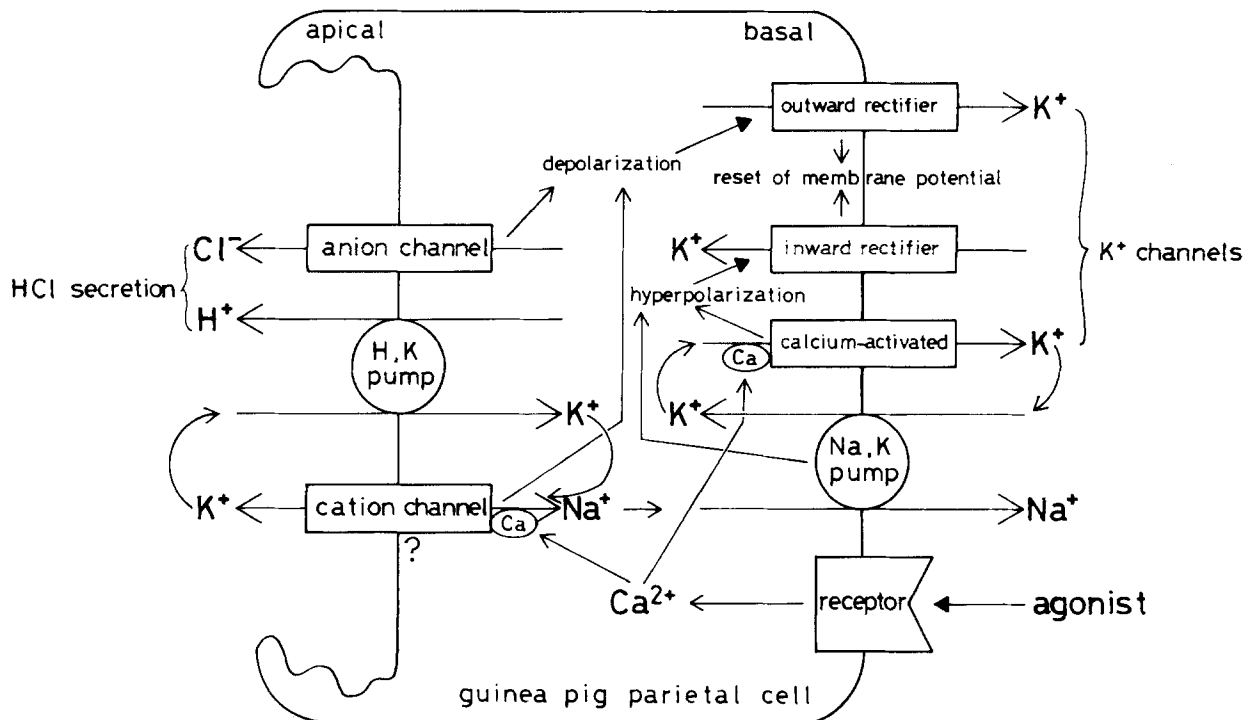 apical
basal
outward rectifier
K⁺
depolarization
reset of membrane potential
Cl⁻
anion channel
K⁺
inward rectifier
K⁺ channels
HCl secretion
H⁺
hyperpolarization
H,K
pump
Ca
calcium-activated
K⁺
K⁺
K⁺
Na,K
pump
K⁺
cation channel
Ca
Na⁺
Na⁺
?
Ca²⁺
receptor
agonist
guinea pig parietal cell